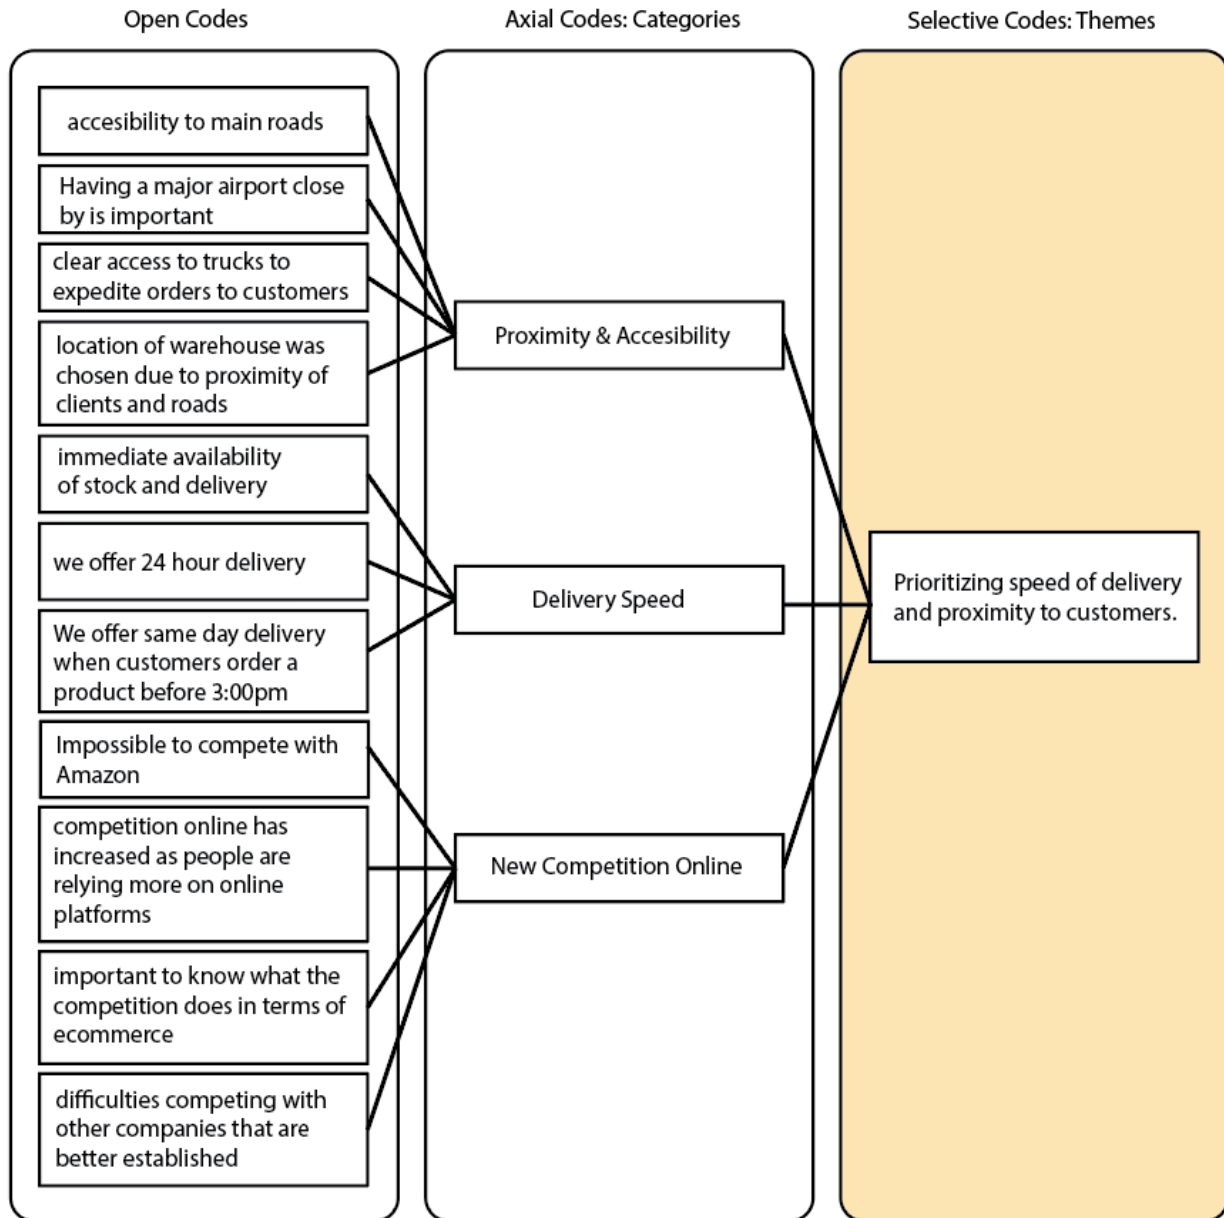 Open Codes
Axial Codes: Categories
Selective Codes: Themes
accesibility to main roads
Having a major airport close
by is important
clear access to trucks to
expedite orders to customers
location of warehouse was
chosen due to proximity of
clients and roads
immediate availability
of stock and delivery
we offer 24 hour delivery
We offer same day delivery
when customers order a
product before 3:00pm
Impossible to compete with
Amazon
competition online has
increased as people are
relying more on online
platforms
important to know what the
competition does in terms of
ecommerce
difficulties competing with
other companies that are
better established
Proximity & Accesibility
Delivery Speed
New Competition Online
Prioritizing speed of delivery
and proximity to customers.